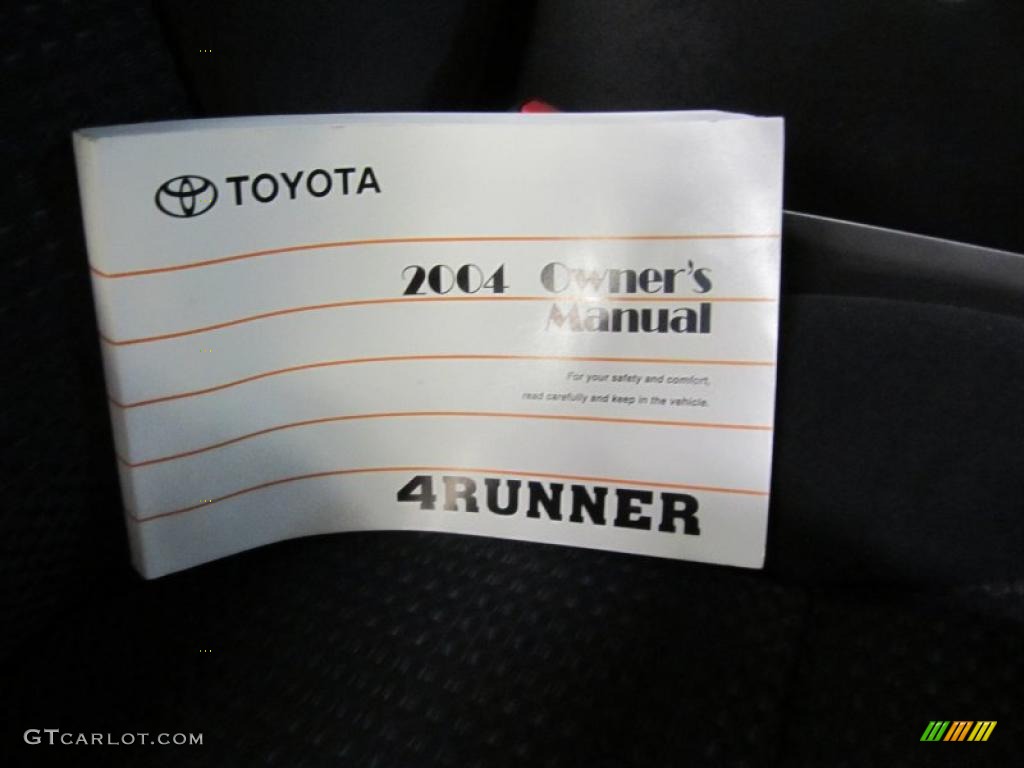 TOYOTA
2004 Owner's
Manual
For your safety and comfort,
read carefully and keep in the vehicle.
4RUNNER
GTCARLOT.COM